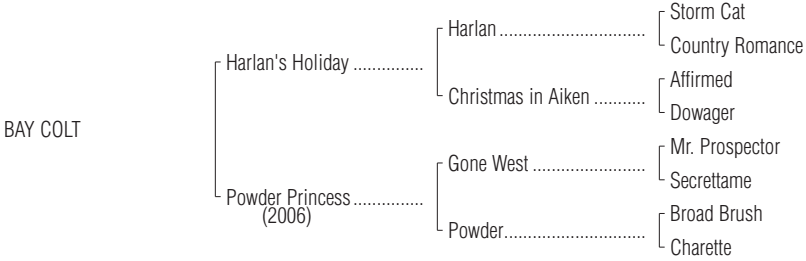 Storm Cat
Harlan..............................
Country Romance
Harlan's Holiday ...............
Affirmed
Christmas in Aiken ...........
Dowager
BAY COLT
Mr. Prospector
Gone West .......................
Secrettame
Powder Princess...............
(2006)
Broad Brush
Powder.............................
Charette